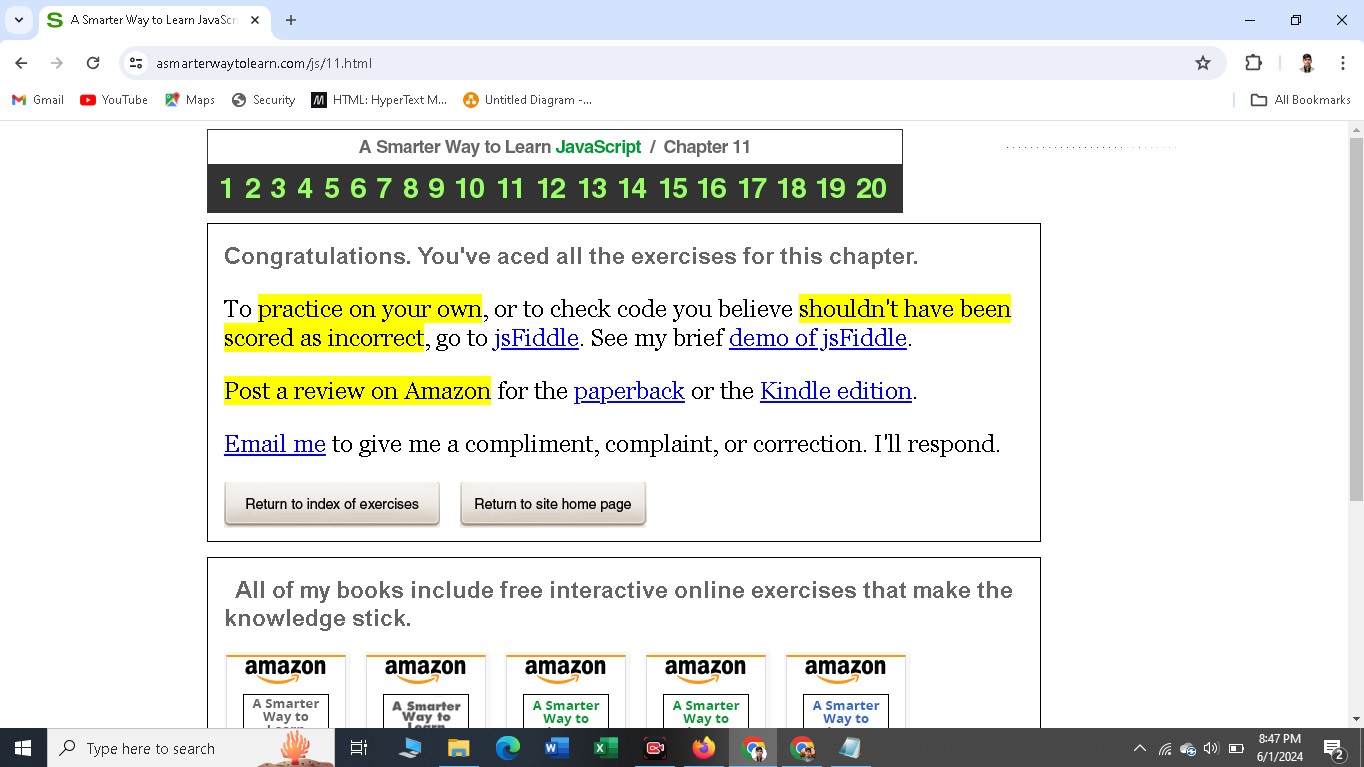 A Smarter Way to Learn JavaScr
asmarterwaytolearn.com/js/11.html
Gmail YouTube Maps Security HTML: HyperText M... Untitled Diagram -... All Bookmarks
A Smarter Way to Learn JavaScript / Chapter 11
1 2 3 4 5 6 7 8 9 10 11 12 13 14 15 16 17 18 19 20
Congratulations. You've aced all the exercises for this chapter.
To practice on your own, or to check code you believe shouldn't have been
scored as incorrect, go to jsFiddle. See my brief demo of jsFiddle.
Post a review on Amazon for the paperback or the Kindle edition.
Email me to give me a compliment, complaint, or correction. I'll respond.
Return to index of exercises Return to site home page
All of my books include free interactive online exercises that make the
knowledge stick.
amazon amazon amazon amazon amazon
A Smarter A Smarter A Smarter A Smarter A Smarter
Way to Way to Way to Way to Way to
Learn Learn
Type here to search
8:47 PM
6/1/2024
2